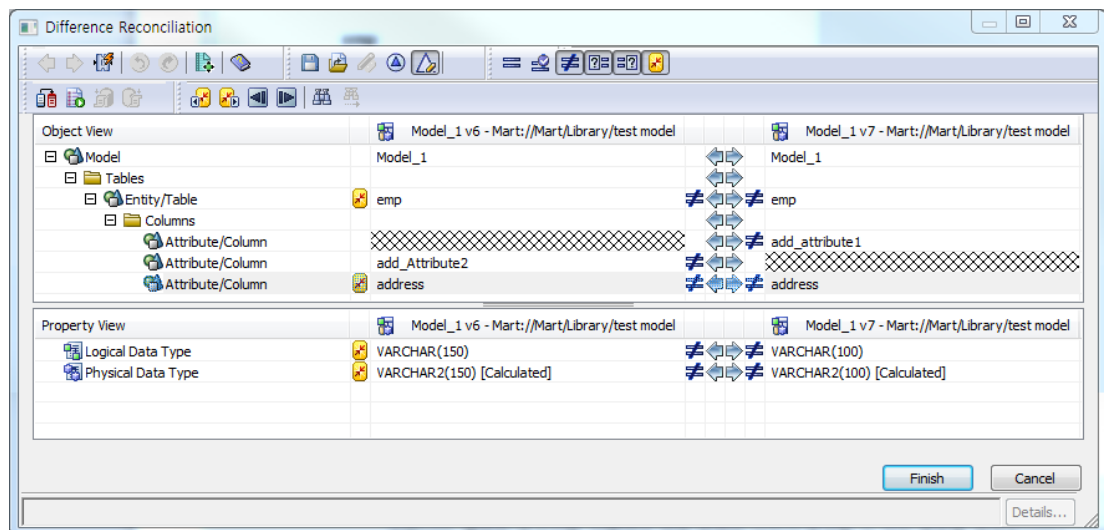 Difference Reconciliation
Object View Model_1 v6 - Mart://Mart/Library/test model Model_1 v7 - Mart://Mart/Library/test model
Model Model_1 Model_1
Tables
Entity/Table emp emp
Columns
Attribute/Column add_attribute1
Attribute/Column add_Attribute2
Attribute/Column address address
Property View Model_1 v6 - Mart://Mart/Library/test model Model_1 v7 - Mart://Mart/Library/test model
Logical Data Type VARCHAR(150) VARCHAR(100)
Physical Data Type VARCHAR2(150) [Calculated] VARCHAR2(100) [Calculated]
Finish Cancel
Details...